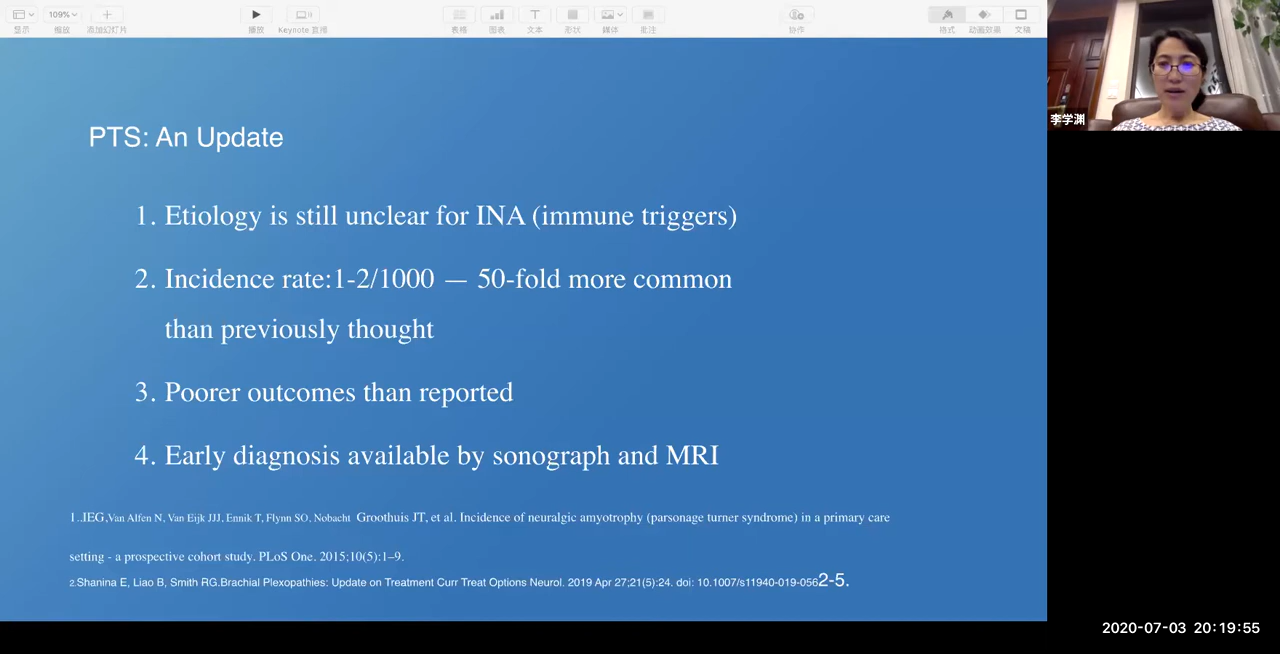 109%
显示
缩放
添加幻灯片
播放
Keynote 直播
表格
图表
文本
形状
媒体
批注
协作
格式
动画效果
文稿
李学渊
PTS: An Update
1. Etiology is still unclear for INA (immune triggers)
2. Incidence rate:1-2/1000 — 50-fold more common
than previously thought
3. Poorer outcomes than reported
4. Early diagnosis available by sonograph and MRI
1..IEG,Van Alfen N, Van Eijk JJJ, Ennik T, Flynn SO, Nobacht Groothuis JT, et al. Incidence of neuralgic amyotrophy (parsonage turner syndrome) in a primary care
setting - a prospective cohort study. PLoS One. 2015;10(5):1–9.
2.Shanina E, Liao B, Smith RG.Brachial Plexopathies: Update on Treatment Curr Treat Options Neurol. 2019 Apr 27;21(5):24. doi: 10.1007/s11940-019-0562-5.
2020-07-03 20:19:55